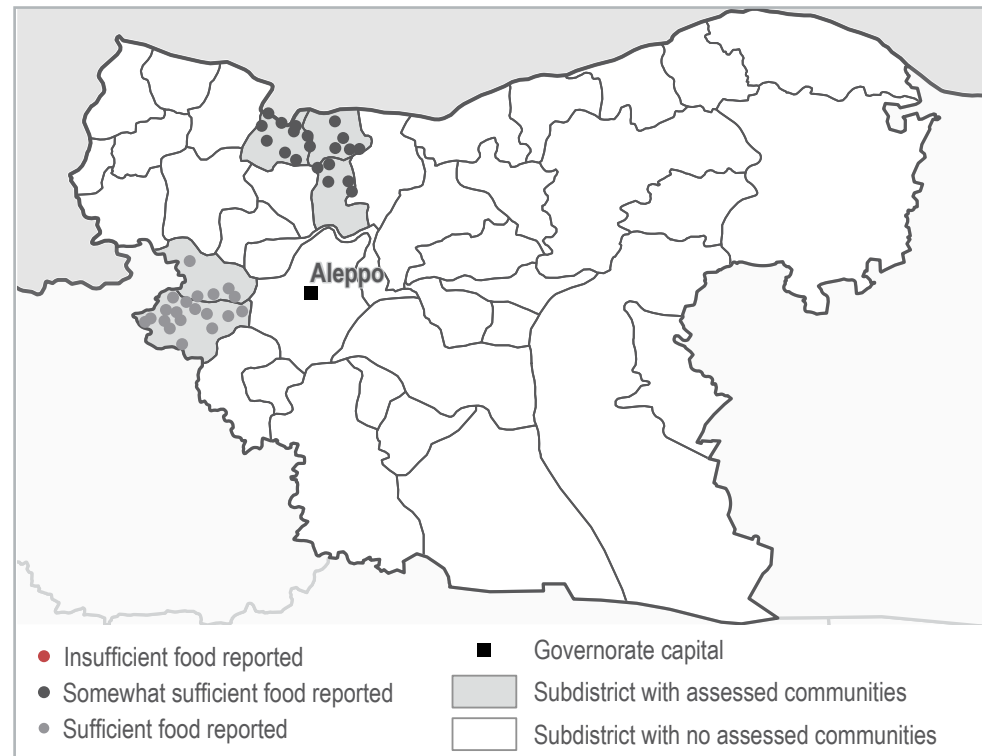 Aleppo
Insufficient food reported
Somewhat sufficient food reported
Sufficient food reported
Governorate capital
Subdistrict with assessed communities
Subdistrict with no assessed communities